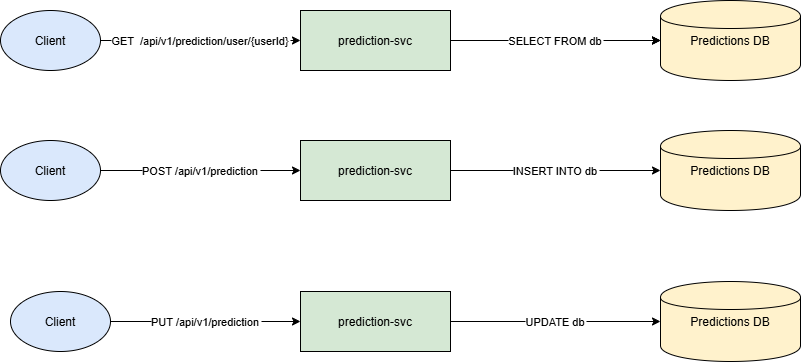 Client
GET /api/v1/prediction/user/{userId}
prediction-svc
SELECT FROM db
Predictions DB
Client
POST /api/v1/prediction
prediction-svc
INSERT INTO db
Predictions DB
Client
PUT /api/v1/prediction
prediction-svc
UPDATE db
Predictions DB